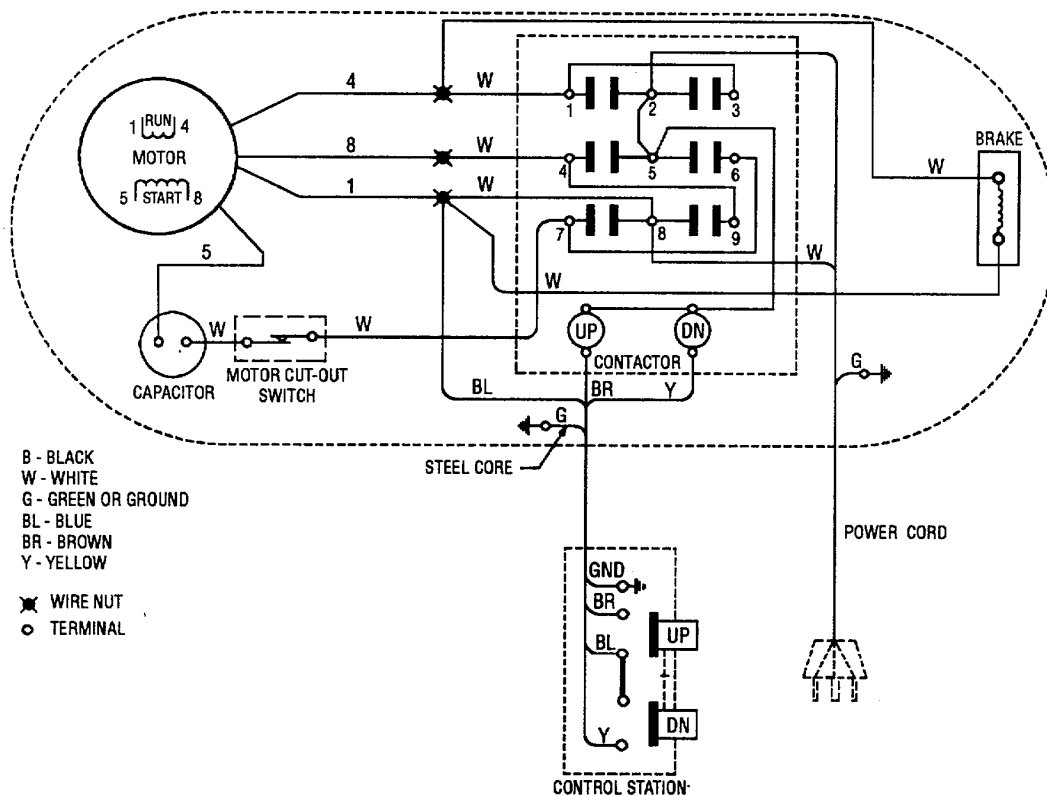 4
W
W
1
2
3
1 RUN 4
MOTOR
5 START 8
8
W
4
5
6
BRAKE
W
1
W
7
8
9
5
W
W
W
W
UP
DN
CONTACTOR
G
CAPACITOR
MOTOR CUT-OUT
SWITCH
BL
BR
Y
G
STEEL CORE
B - BLACK
W - WHITE
G - GREEN OR GROUND
BL - BLUE
BR - BROWN
Y - YELLOW
WIRE NUT
TERMINAL
POWER CORD
GND
BR
UP
BL
DN
Y
CONTROL STATION